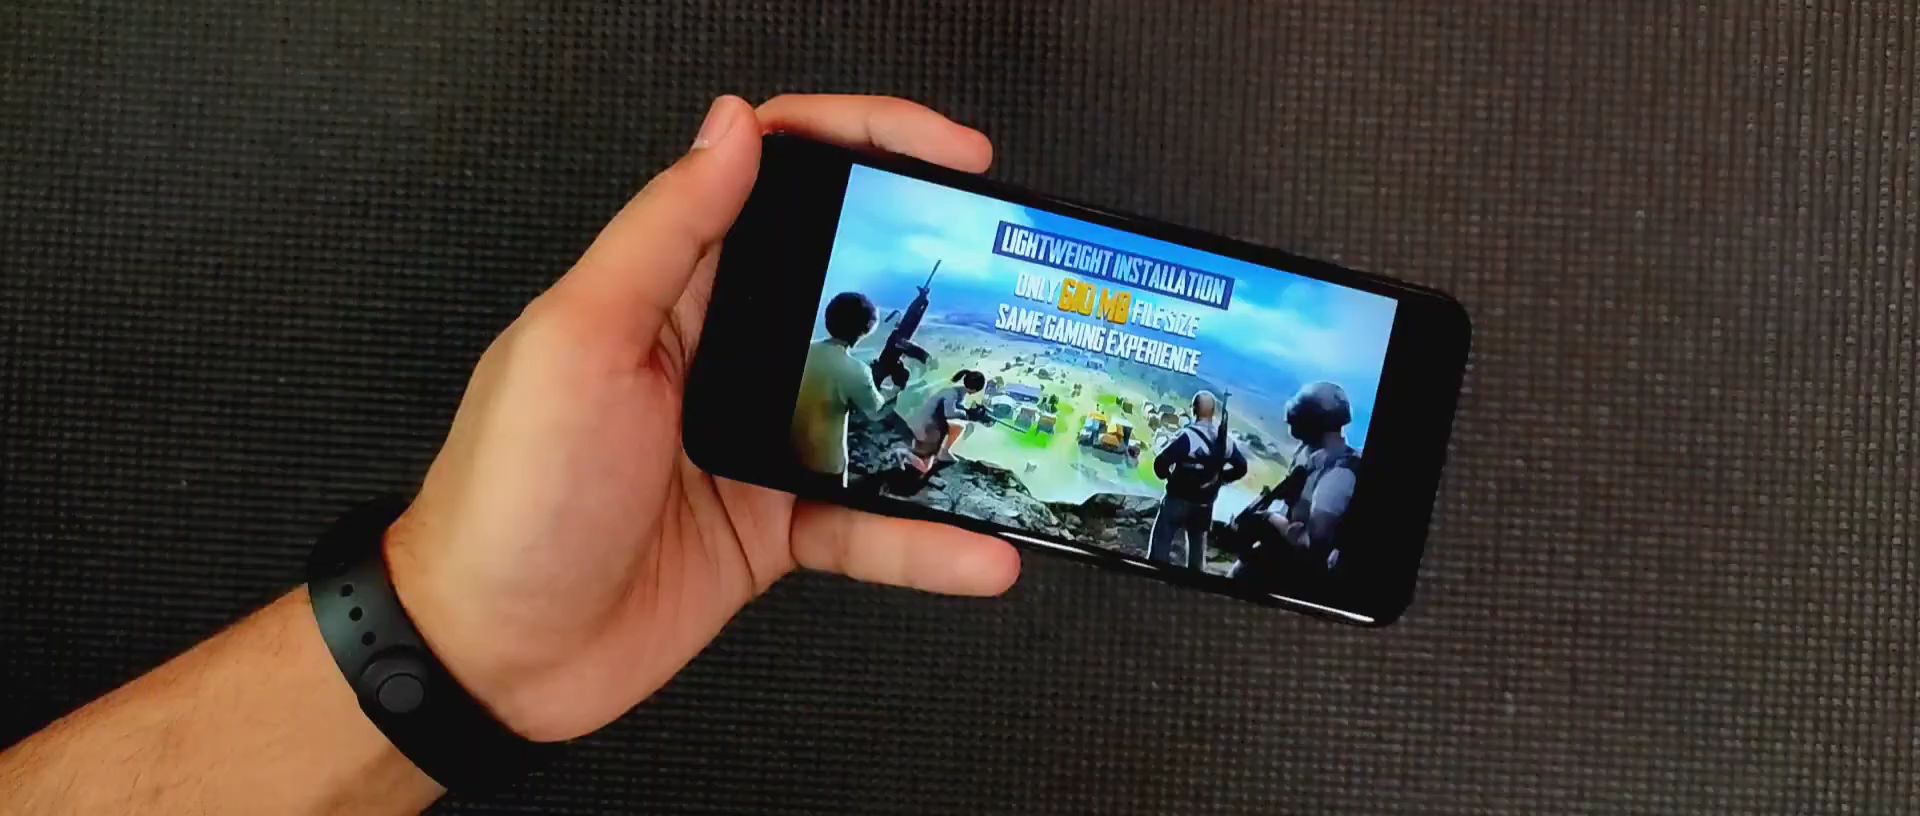 LIGHTWEIGHT INSTALLATION
ONLY 610 MB FILE SIZE
SAME GAMING EXPERIENCE